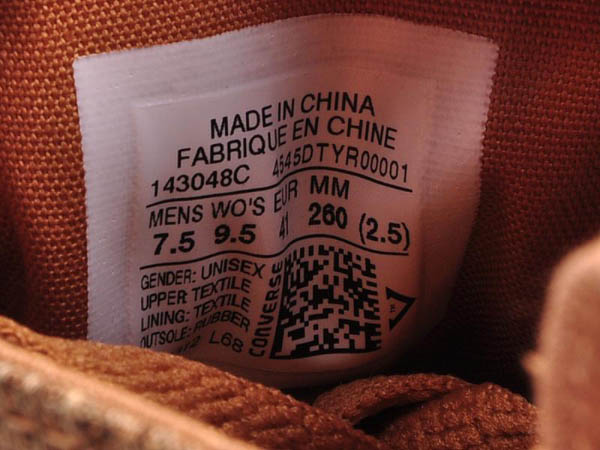 MADE IN CHINA
FABRIQUE EN CHINE
143048C 4545DTYR00001
MENS WO'S EUR MM
7.5 9.5 41 260 (2.5)
GENDER: UNISEX
UPPER: TEXTILE
LINING: TEXTILE
OUTSOLE: RUBBER
L68
CONVERSE